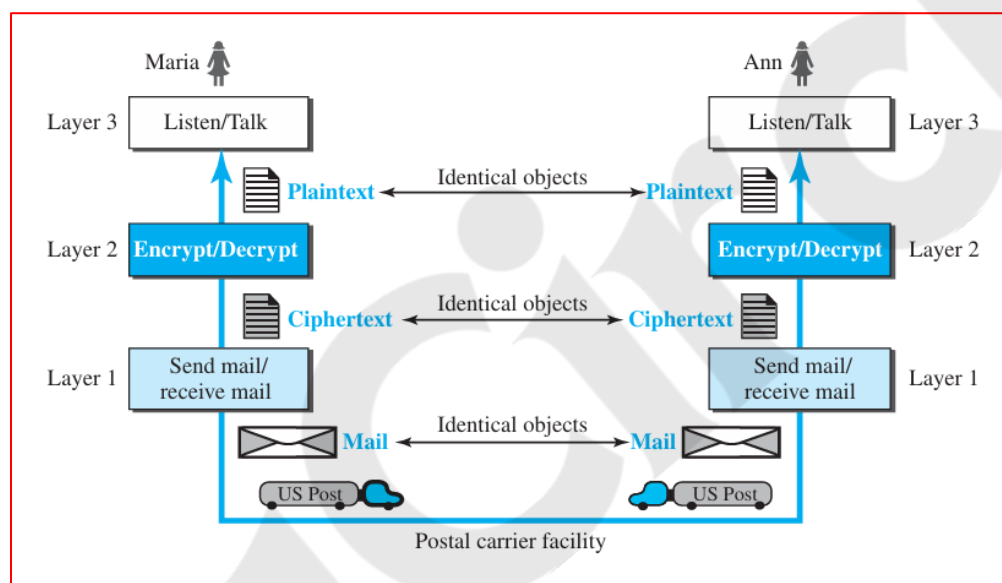 Maria
Ann
Layer 3
Listen/Talk
Listen/Talk
Layer 3
Plaintext
Identical objects
Plaintext
Layer 2
Encrypt/Decrypt
Encrypt/Decrypt
Layer 2
Ciphertext
Identical objects
Ciphertext
Layer 1
Send mail/
receive mail
Send mail/
receive mail
Layer 1
Mail
Identical objects
Mail
US Post
US Post
Postal carrier facility